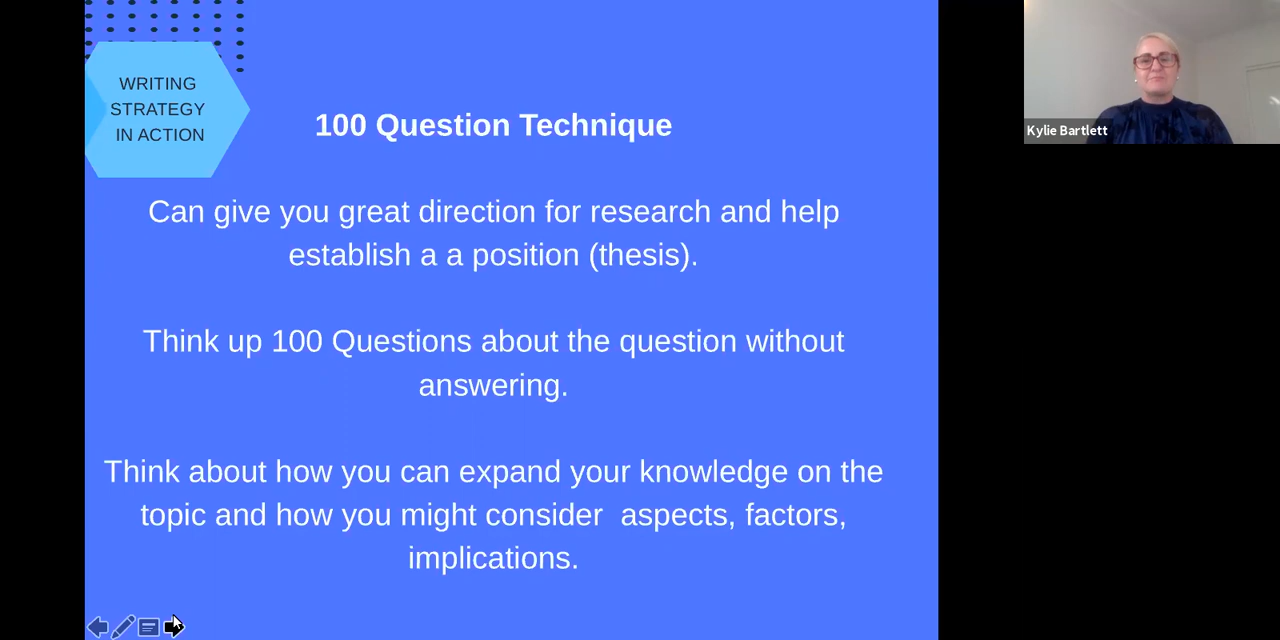 WRITING
STRATEGY
IN ACTION
100 Question Technique
Can give you great direction for research and help
establish a a position (thesis).
Think up 100 Questions about the question without
answering.
Think about how you can expand your knowledge on the
topic and how you might consider  aspects, factors,
implications.
Kylie Bartlett